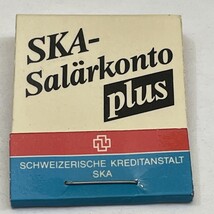 SKA-
Salärkonto
plus
SCHWEIZERISCHE KREDITANSTALT
SKA